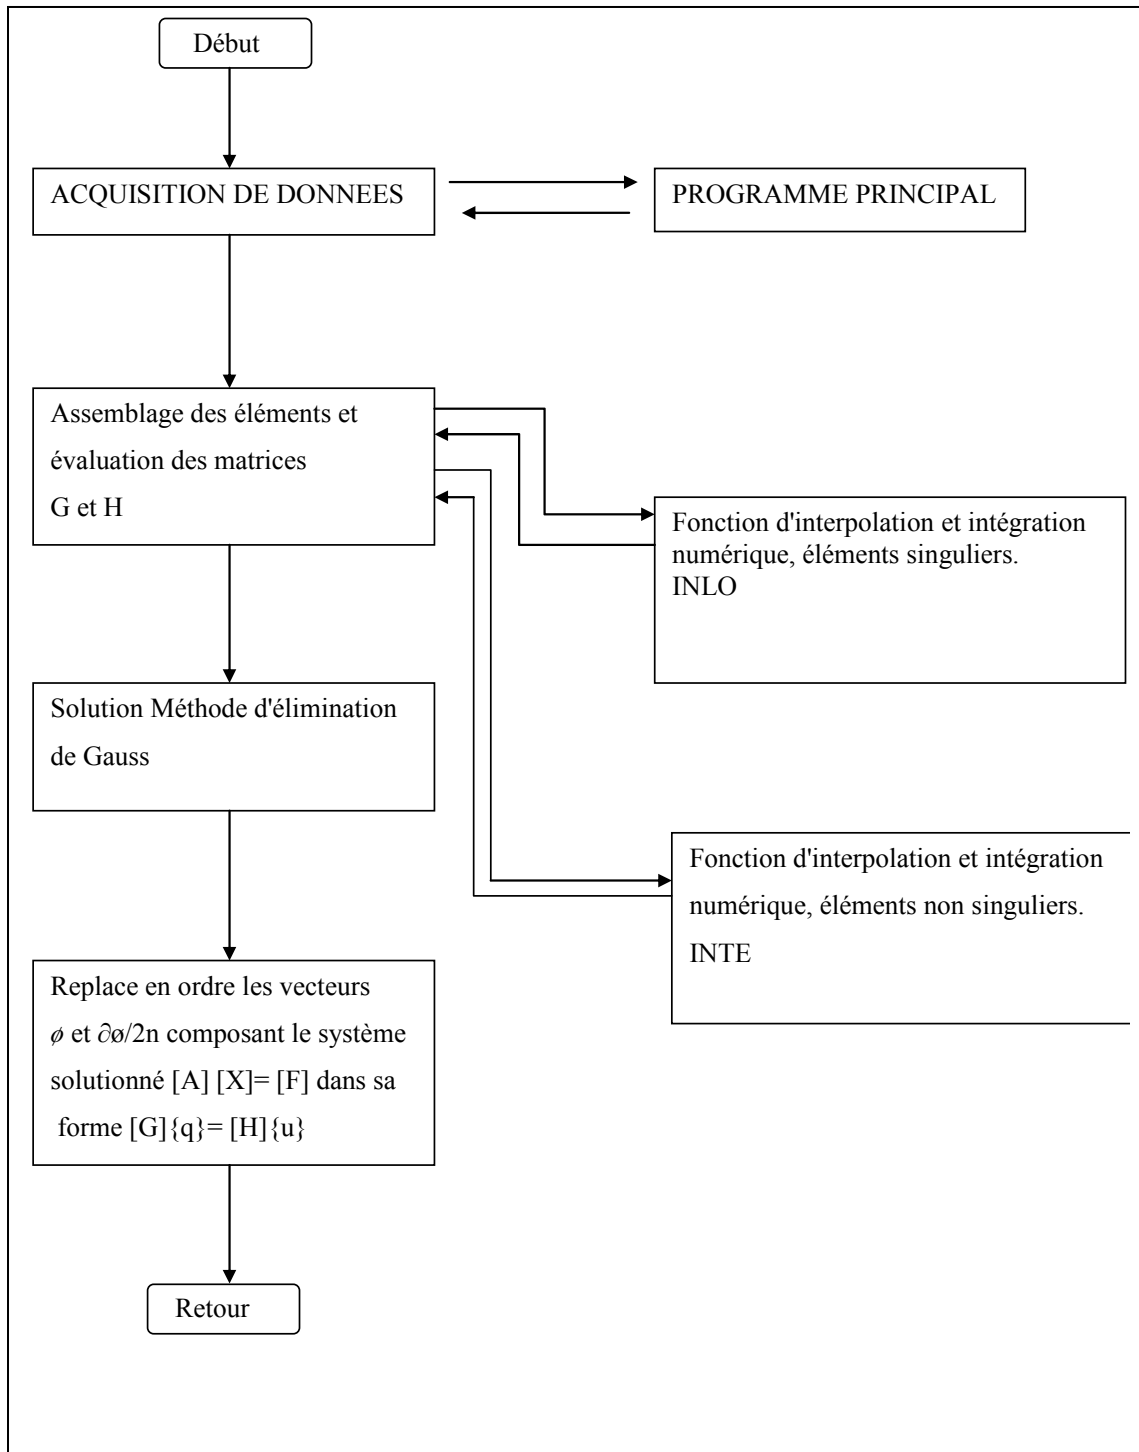 Début
ACQUISITION DE DONNEES
PROGRAMME PRINCIPAL
Assemblage des éléments et
évaluation des matrices
G et H
Fonction d'interpolation et intégration
numérique, éléments singuliers.
INLO
Solution Méthode d'élimination
de Gauss
Fonction d'interpolation et intégration
numérique, éléments non singuliers.
INTE
Replace en ordre les vecteurs
ø et ∂ø/2n composant le système
solutionné [A] [X]= [F] dans sa
forme [G]{q}= [H]{u}
Retour